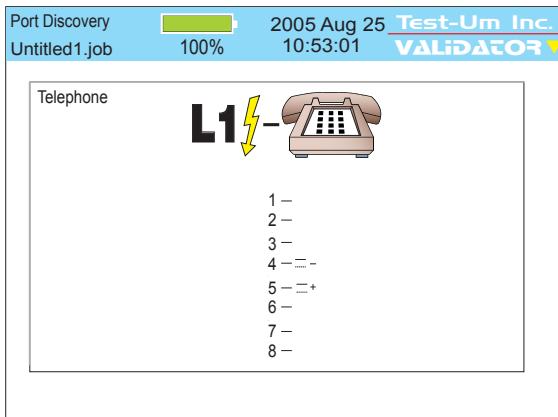 Port Discovery
Untitled1.job
100%
2005 Aug 25
10:53:01
Test-Um Inc.
VALiDATOR
Telephone
L1
1 –
2 –
3 –
4 – –
5 – +
6 –
7 –
8 –